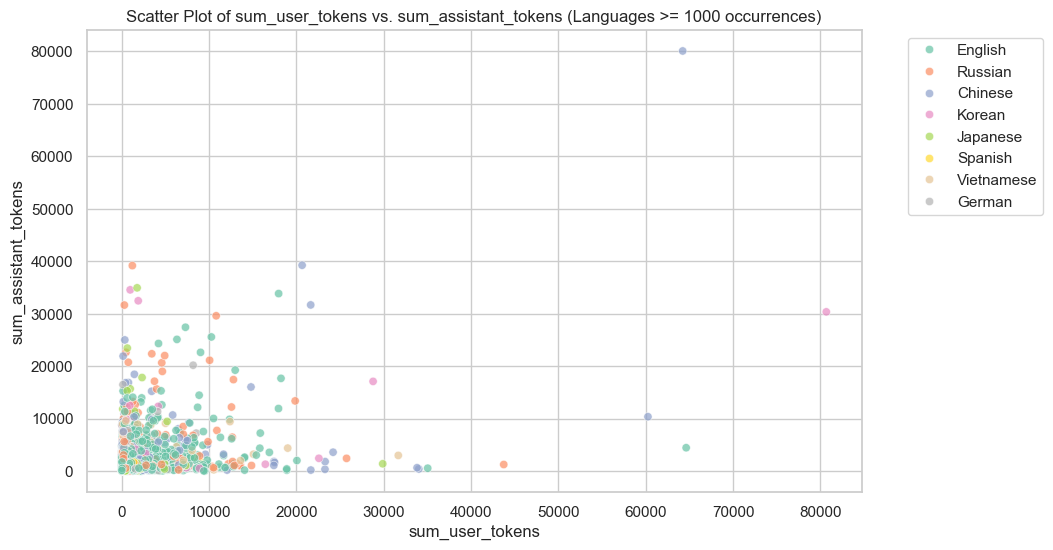 Scatter Plot of sum_user_tokens vs. sum_assistant_tokens (Languages >= 1000 occurrences)
80000
70000
60000
50000
40000
30000
20000
10000
0
sum_assistant_tokens
0 10000 20000 30000 40000 50000 60000 70000 80000
sum_user_tokens
English
Russian
Chinese
Korean
Japanese
Spanish
Vietnamese
German